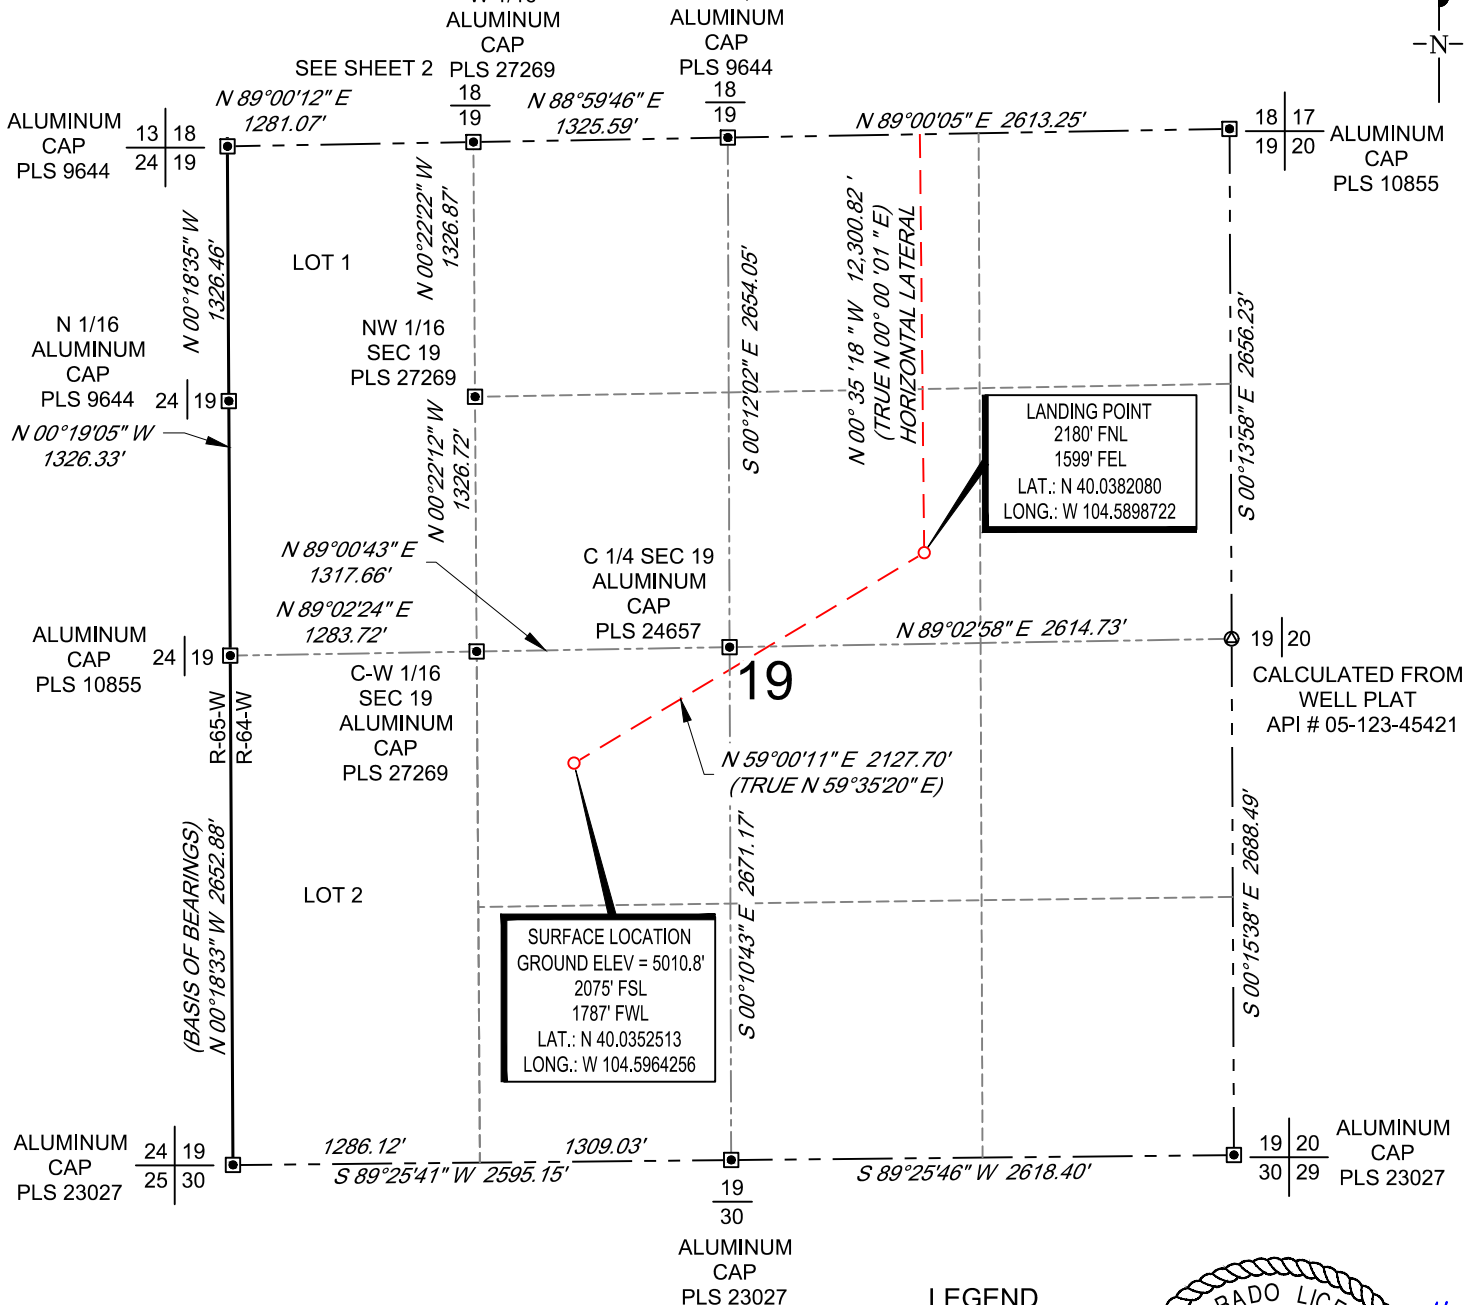 ALUMINUM
CAP
PLS 27269
ALUMINUM
CAP
PLS 9644
SEE SHEET 2
-N-
N 89°00'12" E
1281.07'
18
19
N 88°59'46" E
1325.59'
18
19
N 89°00'05" E 2613.25'
ALUMINUM
CAP
PLS 9644
13 18
24 19
18 17
19 20
ALUMINUM
CAP
PLS 10855
N 00°18'35" W
1326.46'
LOT 1
N 00°22'22" W
1326.87'
S 00°12'02" E 2654.05'
N 00° 35 ' 18 " W 12,300.82 '
(TRUE N 00° 00 '01 " E)
HORIZONTAL LATERAL
S 00°13'58" E 2656.23'
N 1/16
ALUMINUM
CAP
PLS 9644
24 19
NW 1/16
SEC 19
PLS 27269
N 00°19'05" W
1326.33'
N 00°22'12" W
1326.72'
LANDING POINT
2180' FNL
1599' FEL
LAT.: N 40.0382080
LONG.: W 104.5898722
N 89°00'43" E
1317.66'
N 89°02'24" E
1283.72'
C 1/4 SEC 19
ALUMINUM
CAP
PLS 24657
N 89°02'58" E 2614.73'
ALUMINUM
CAP
PLS 10855
24 19
19 20
CALCULATED FROM
WELL PLAT
API # 05-123-45421
C-W 1/16
SEC 19
ALUMINUM
CAP
PLS 27269
19
R-65-W
R-64-W
N 59°00'11" E 2127.70'
(TRUE N 59°35'20" E)
(BASIS OF BEARINGS)
N 00°18'33" W 2652.88'
LOT 2
S 00°10'43" E 2671.17'
S 00°15'38" E 2688.49'
SURFACE LOCATION
GROUND ELEV = 5010.8'
2075' FSL
1787' FWL
LAT.: N 40.0352513
LONG.: W 104.5964256
ALUMINUM
CAP
PLS 23027
24 19
25 30
1286.12'
1309.03'
S 89°25'41" W 2595.15'
S 89°25'46" W 2618.40'
19 20
30 29
ALUMINUM
CAP
PLS 23027
19
30
ALUMINUM
CAP
PLS 23027
LEGEND